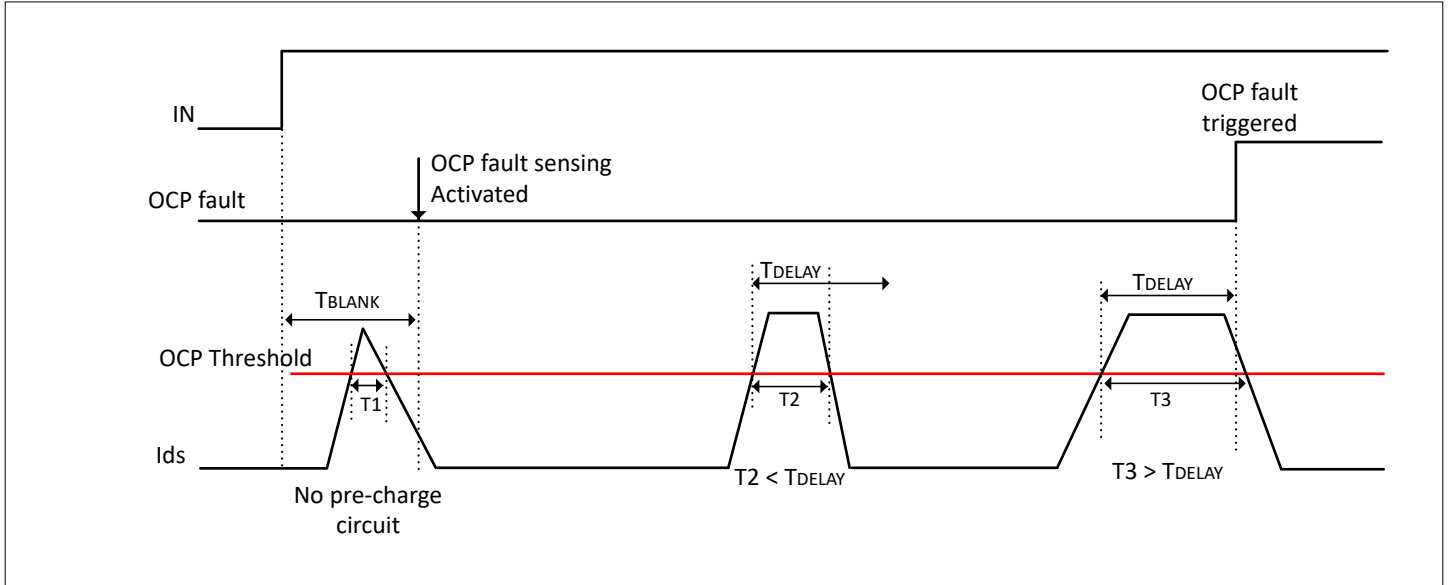 IN
OCP fault
triggered
OCP fault sensing
Activated
OCP fault
TDELAY
TDELAY
TBLANK
OCP Threshold
T1
T2
T3
Ids
T2 < TDELAY
T3 > TDELAY
No pre-charge
circuit